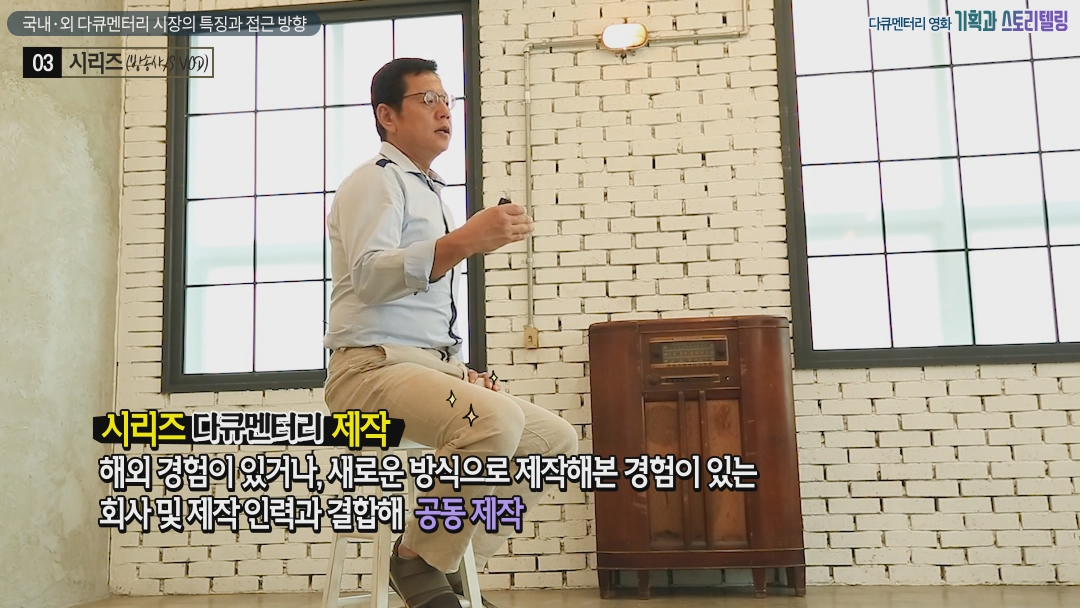 국내·외 다큐멘터리 시장의 특징과 접근 방향
다큐멘터리 영화 기획과 스토리텔링
03 시리즈(방송사, SVOD)
시리즈 다큐멘터리 제작
해외 경험이 있거나, 새로운 방식으로 제작해본 경험이 있는
회사 및 제작 인력과 결합해 공동 제작